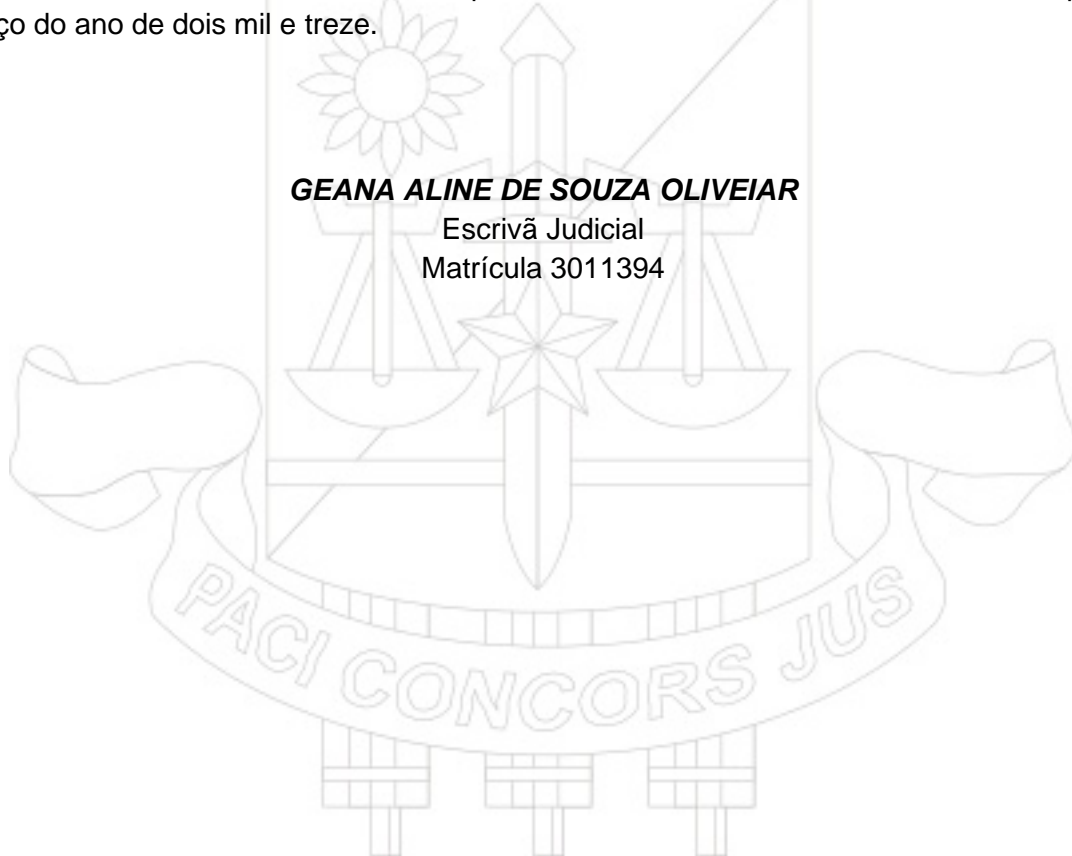 ço do ano de dois mil e treze.
GEANA ALINE DE SOUZA OLIVEIAR
Escrivã Judicial
Matrícula 3011394
PACI CONCORS JUS